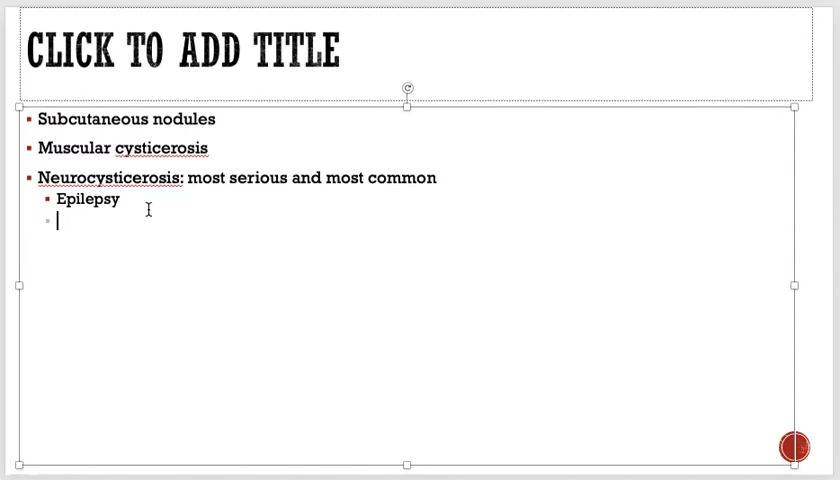 CLICK TO ADD TITLE
Subcutaneous nodules
Muscular cysticerosis
Neurocysticerosis: most serious and most common
Epilepsy